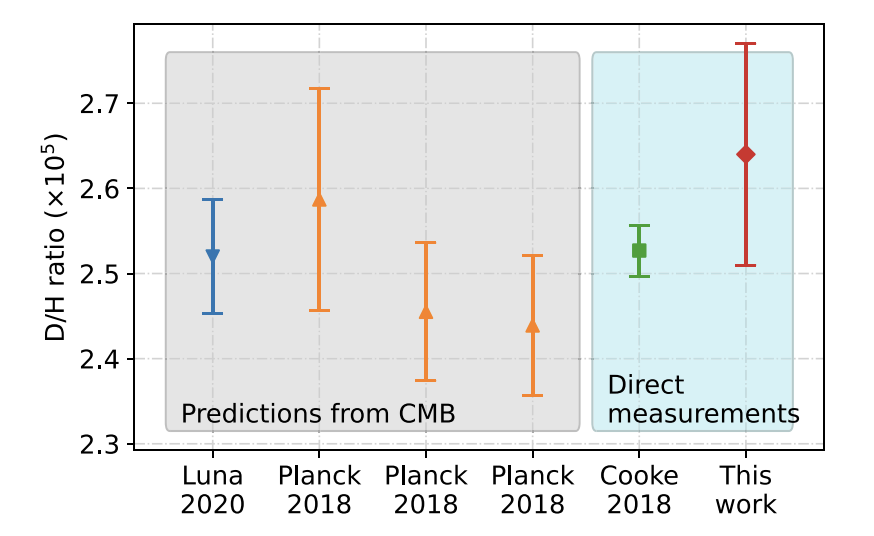 D/H ratio (×10⁵)
2.7
2.6
2.5
2.4
2.3
Predictions from CMB
Direct
measurements
Luna
2020
Planck
2018
Planck
2018
Planck
2018
Cooke
2018
This
work